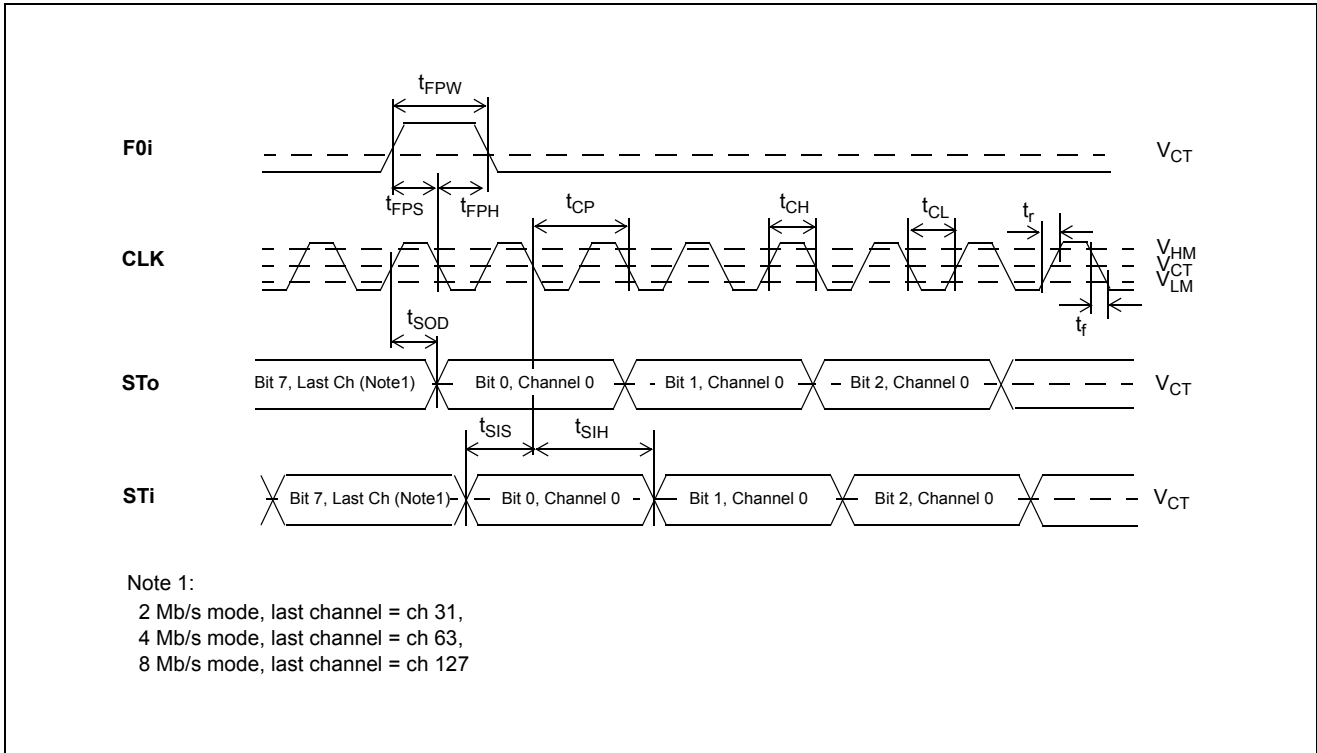 tFPW
F0i
VCT
tFPS
tFPH
tCP
tCH
tCL
tr
CLK
VHM
VCT
VLM
tf
tSOD
STo
Bit 7, Last Ch (Note1)
Bit 0, Channel 0
Bit 1, Channel 0
Bit 2, Channel 0
VCT
tSIS
tSIH
STi
Bit 7, Last Ch (Note1)
Bit 0, Channel 0
Bit 1, Channel 0
Bit 2, Channel 0
VCT
Note 1:
2 Mb/s mode, last channel = ch 31,
4 Mb/s mode, last channel = ch 63,
8 Mb/s mode, last channel = ch 127